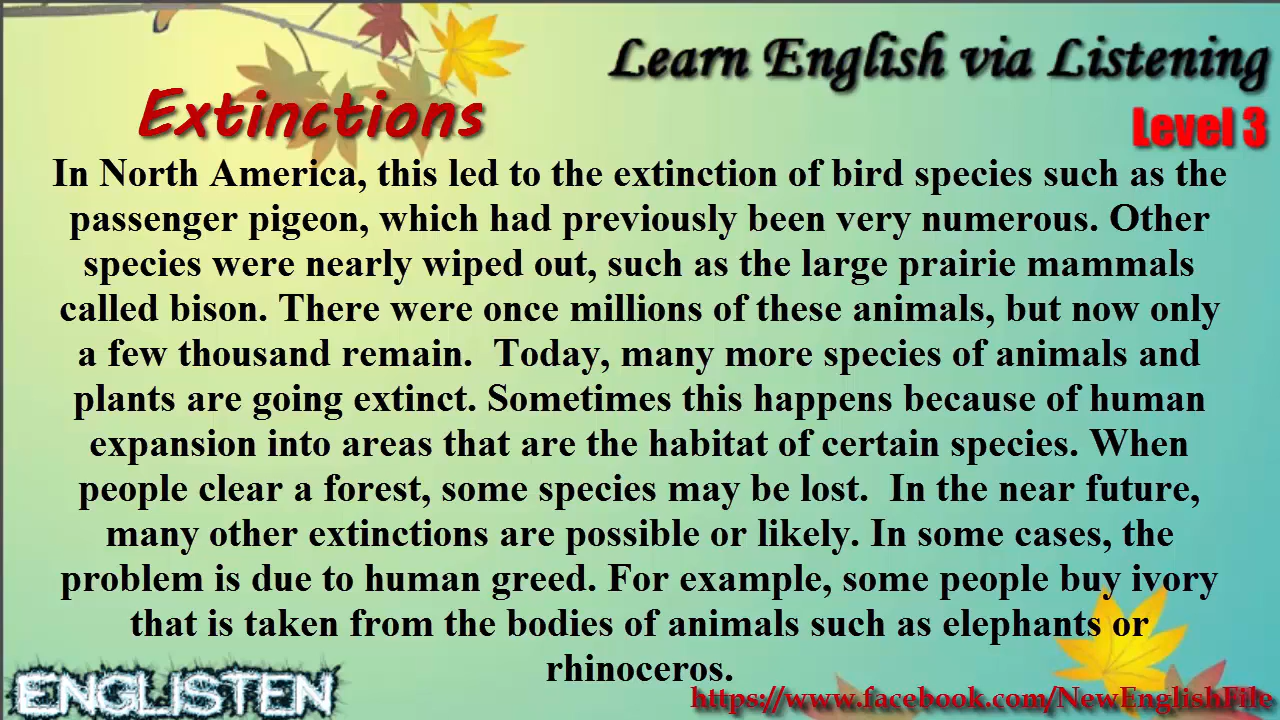 Learn English via Listening
Extinctions
Level 3
In North America, this led to the extinction of bird species such as the
passenger pigeon, which had previously been very numerous. Other
species were nearly wiped out, such as the large prairie mammals
called bison. There were once millions of these animals, but now only
a few thousand remain.  Today, many more species of animals and
plants are going extinct. Sometimes this happens because of human
expansion into areas that are the habitat of certain species. When
people clear a forest, some species may be lost.  In the near future,
many other extinctions are possible or likely. In some cases, the
problem is due to human greed. For example, some people buy ivory
that is taken from the bodies of animals such as elephants or
rhinoceros.
ENGLISTEN
https://www.facebook.com/NewEnglishFile